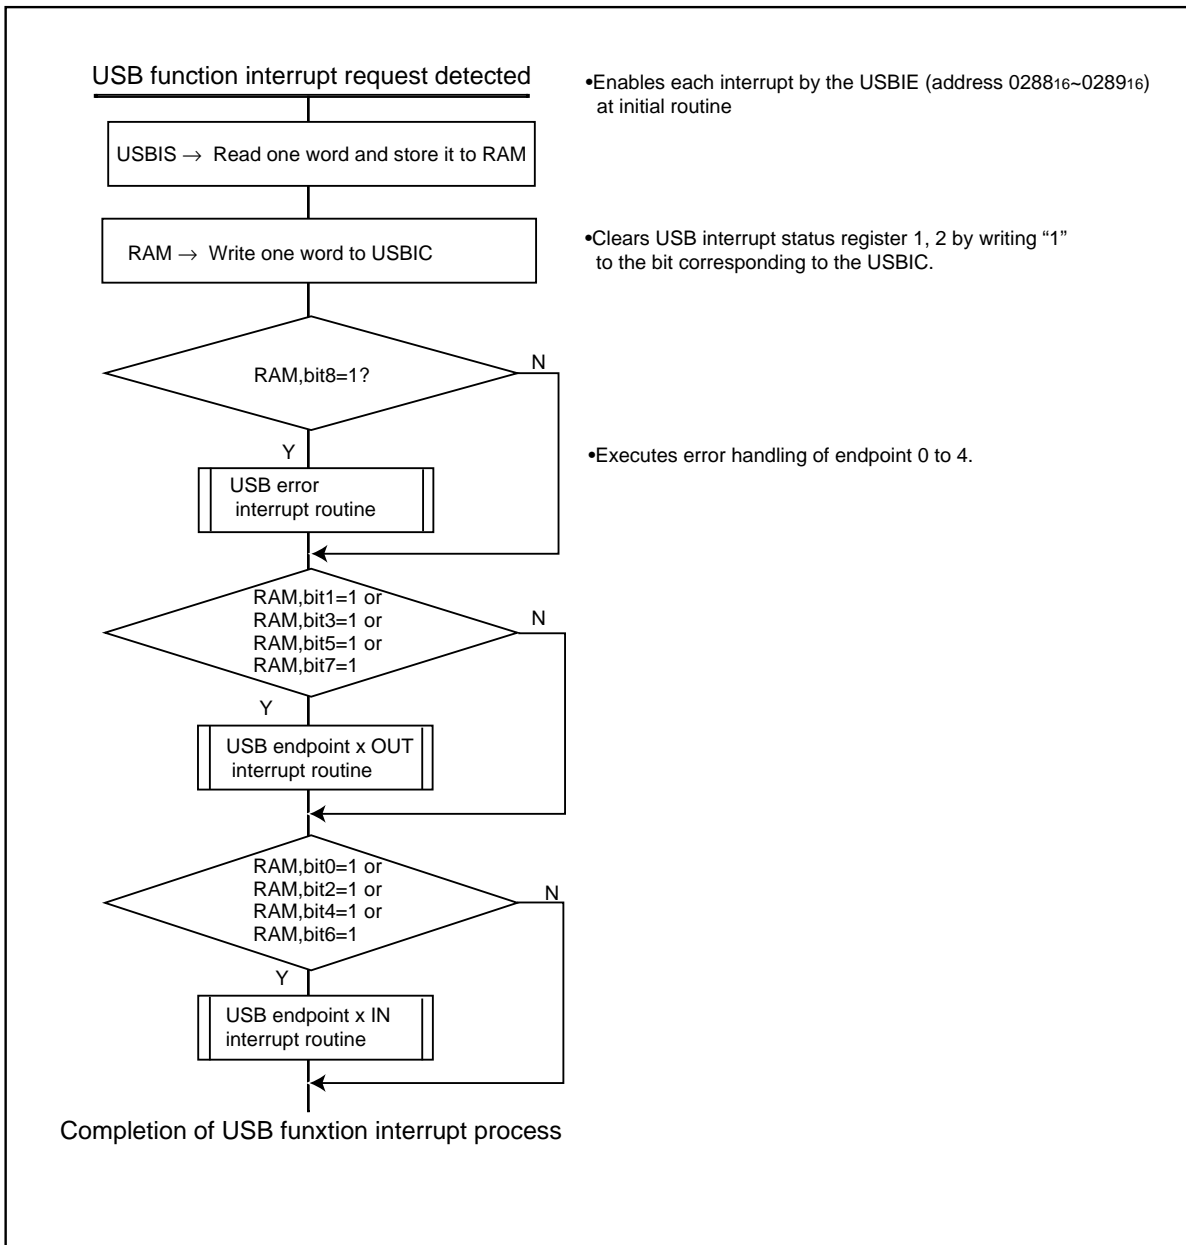 USB function interrupt request detected
•Enables each interrupt by the USBIE (address 028816~028916)
at initial routine
USBIS → Read one word and store it to RAM
RAM → Write one word to USBIC
•Clears USB interrupt status register 1, 2 by writing “1”
to the bit corresponding to the USBIC.
RAM,bit8=1?
N
Y
•Executes error handling of endpoint 0 to 4.
USB error
interrupt routine
RAM,bit1=1 or
RAM,bit3=1 or
RAM,bit5=1 or
RAM,bit7=1
N
Y
USB endpoint x OUT
interrupt routine
RAM,bit0=1 or
RAM,bit2=1 or
RAM,bit4=1 or
RAM,bit6=1
N
Y
USB endpoint x IN
interrupt routine
Completion of USB funxtion interrupt process